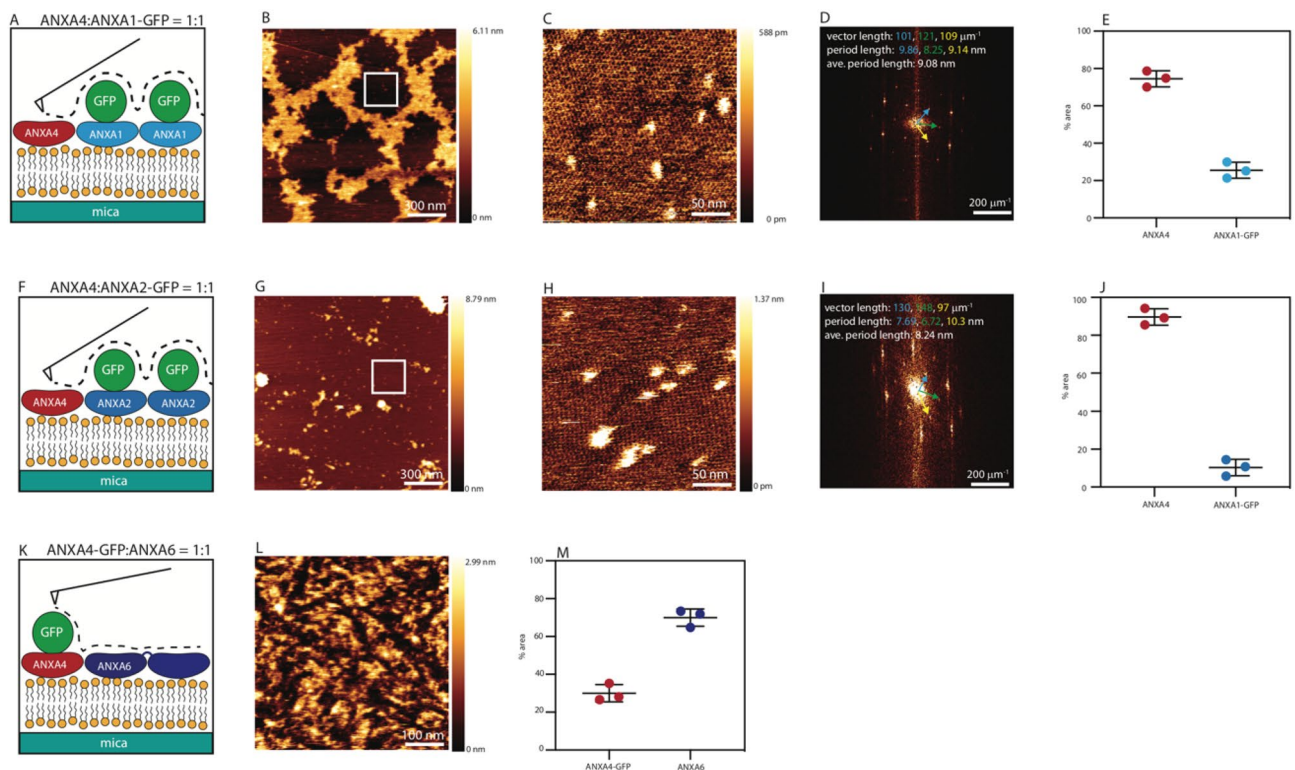 A ANXA4:ANXA1-GFP = 1:1
GFP GFP
ANXA4 ANXA1 ANXA1
mica
B
6.11 nm
300 nm
0 nm
C
588 pm
50 nm
0 pm
D
vector length: 101, 121, 109 μm⁻¹
period length: 9.86, 8.25, 9.14 nm
ave. period length: 9.08 nm
200 μm⁻¹
E
100
80
60
40
20
0
% area
ANXA4 ANXA1-GFP
F ANXA4:ANXA2-GFP = 1:1
GFP GFP
ANXA4 ANXA2 ANXA2
mica
G
8.79 nm
300 nm
0 nm
H
1.37 nm
50 nm
0 pm
I
vector length: 130, 97 μm⁻¹
period length: 7.69, 6.72, 10.3 nm
ave. period length: 8.24 nm
200 μm⁻¹
J
100
80
60
40
20
0
% area
ANXA4 ANXA1-GFP
K ANXA4-GFP:ANXA6 = 1:1
GFP
ANXA4 ANXA6
mica
L
2.99 nm
100 nm
0 nm
M
100
80
60
40
20
0
% area
ANXA4-GFP ANXA6